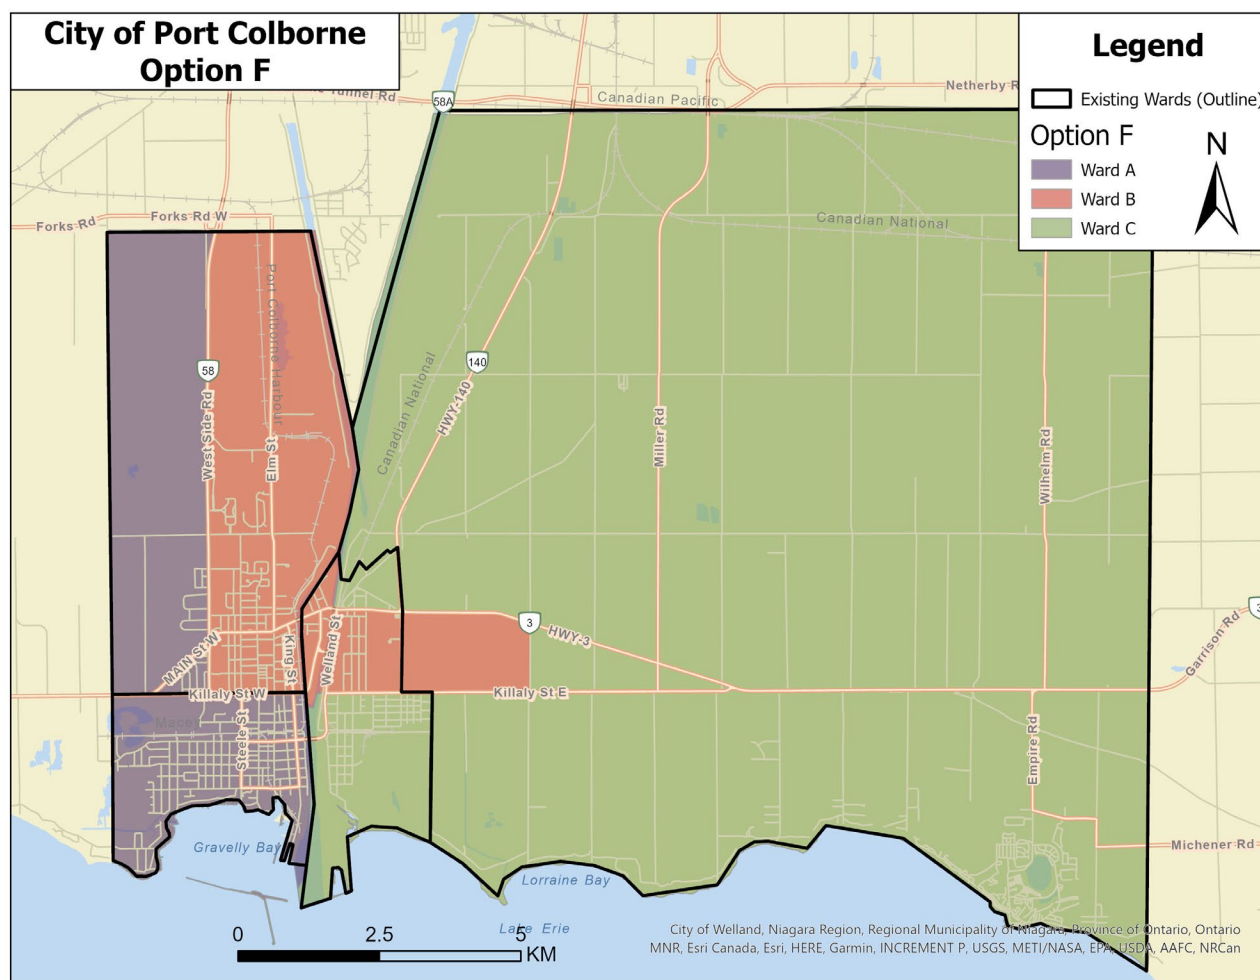 City of Port Colborne
Option F
Legend
Existing Wards (Outline)
Option F
N
Ward A
Ward B
Ward C
Tunnel Rd
58A
Canadian Pacific
Netherby R
Forks Rd
Forks Rd W
Canadian National
Port Colborne Harbour
58
140
Canadian National
HWY-140
West Side Rd
Elm St
Miller Rd
Wilhelm Rd
3
HWY-3
3
Garrison Rd
MAIN St W
King St
Welland St
Killaly St W
Killaly St E
Steele St
Empire Rd
Michener Rd
Gravelly Bay
Lorraine Bay
Lake Erie
0 2.5 5
KM
City of Welland, Niagara Region, Regional Municipality of Niagara, Province of Ontario, Ontario
MNR, Esri Canada, Esri, HERE, Garmin, INCREMENT P, USGS, METI/NASA, EPA, USDA, AAFC, NRCan